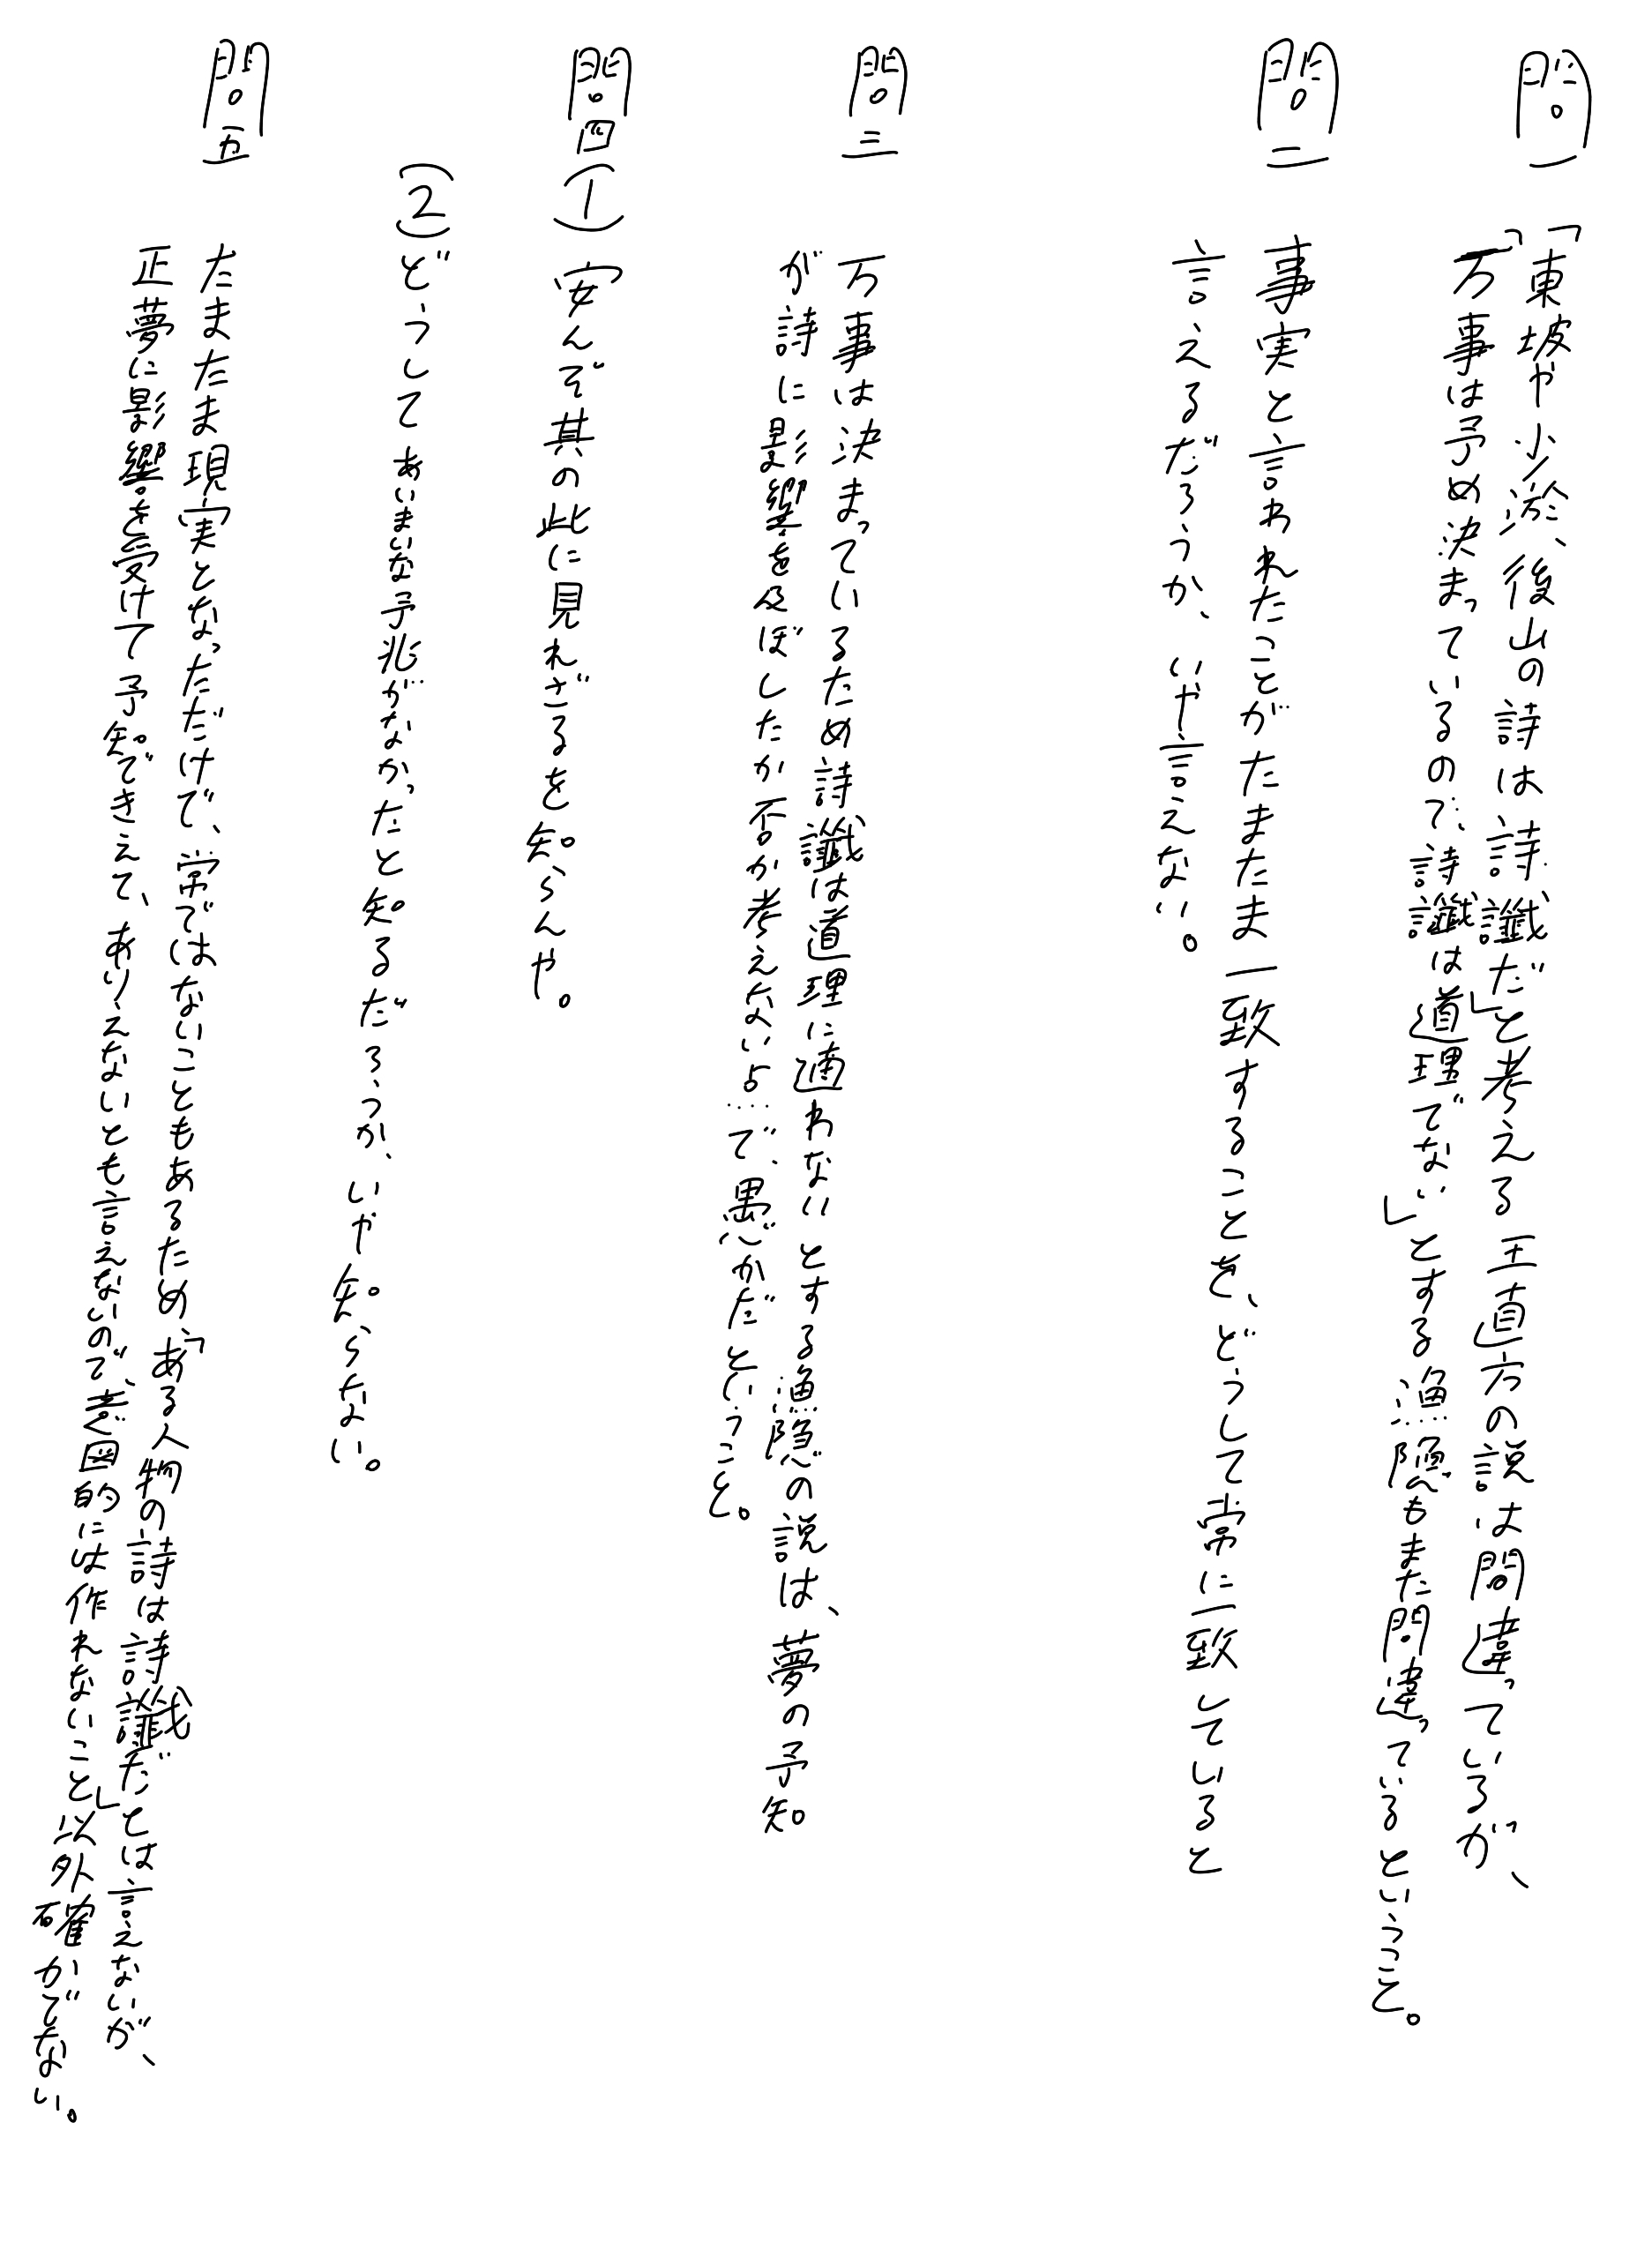 問一 「東坡や少游、後山の詩は詩讖だ」と考える王直方の説は間違っているが、
「万事は予め決まっているので、詩讖は道理でない」とする漁隠もまた間違っているということ。
問二 事実と言われたことがたまたま一致することを、どうして常に一致していると
言えるだろうか、いや言えない。
問三 万事は決まっているため詩讖は道理に適わないとする漁隠の説は、夢の予知
が詩に影響を及ぼしたか否か考えないよ……で、愚かだということ。
問四 (1) 安んぞ其の此に見れざるを知らんや。
(2) どうしてあいまいな予兆がなかったと知るだろうか、いや知らない。
問五 たまたま現実となっただけで、常ではないこともあるため、「ある人物の詩は詩讖だ」とは言えないが、
正夢に影響を受けて予知できえて、ありえないとも言えないので、意図的には作れないこと」以外確かでない。